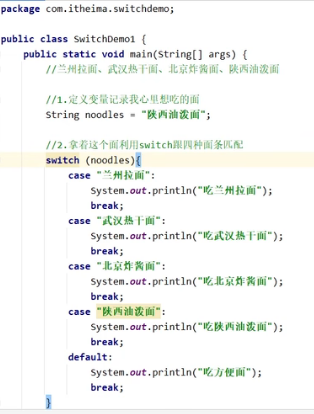 package com.itheima.switchdemo;
public class SwitchDemo1 {
public static void main(String[] args) {
//兰州拉面、武汉热干面、北京炸酱面、陕西油泼面
//1.定义变量记录我心里想吃的面
String noodles = "陕西油泼面";
//2.拿着这个面利用switch跟四种面条匹配
switch (noodles){
case "兰州拉面":
System.out.println("吃兰州拉面");
break;
case "武汉热干面":
System.out.println("吃武汉热干面");
break;
case "北京炸酱面":
System.out.println("吃北京炸酱面");
break;
case "陕西油泼面":
System.out.println("吃陕西油泼面");
break;
default:
System.out.println("吃方便面");
break;
}